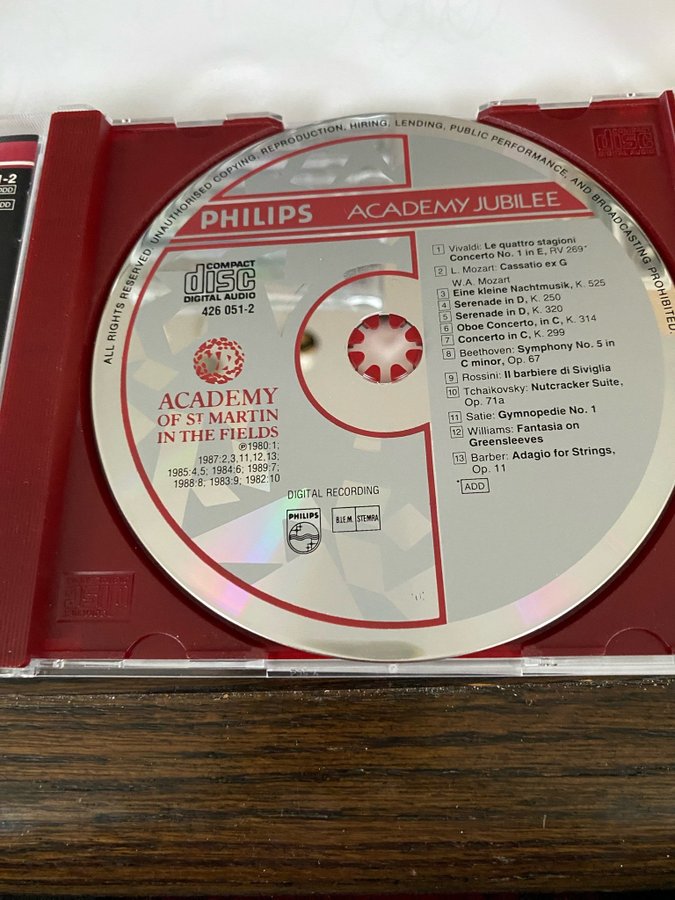 ALL RIGHTS RESERVED UNAUTHORISED COPYING, REPRODUCTION, HIRING, LENDING, PUBLIC PERFORMANCE, AND BROADCASTING PROHIBITED.
-2
DDD
PHILIPS ACADEMY JUBILEE
COMPACT
disc
DIGITAL AUDIO
426 051-2
ACADEMY
OF ST MARTIN
IN THE FIELDS
℗1980:1;
1987:2,3,11,12,13;
1985:4,5; 1984:6; 1989:7;
1988:8; 1983:9; 1982:10
DIGITAL RECORDING
PHILIPS
B.I.E.M. STEMRA
1 Vivaldi: Le quattro stagioni
Concerto No. 1 in E, RV 269*
2 L. Mozart: Cassatio ex G
W.A. Mozart
3 Eine kleine Nachtmusik, K. 525
4 Serenade in D, K. 250
5 Serenade in D, K. 320
6 Oboe Concerto, in C, K. 314
7 Concerto in C, K. 299
8 Beethoven: Symphony No. 5 in
C minor, Op. 67
9 Rossini: Il barbiere di Siviglia
10 Tchaikovsky: Nutcracker Suite,
Op. 71a
11 Satie: Gymnopedie No. 1
12 Williams: Fantasia on
Greensleeves
13 Barber: Adagio for Strings,
Op. 11
*ADD
disc
DIGITAL AUDIO